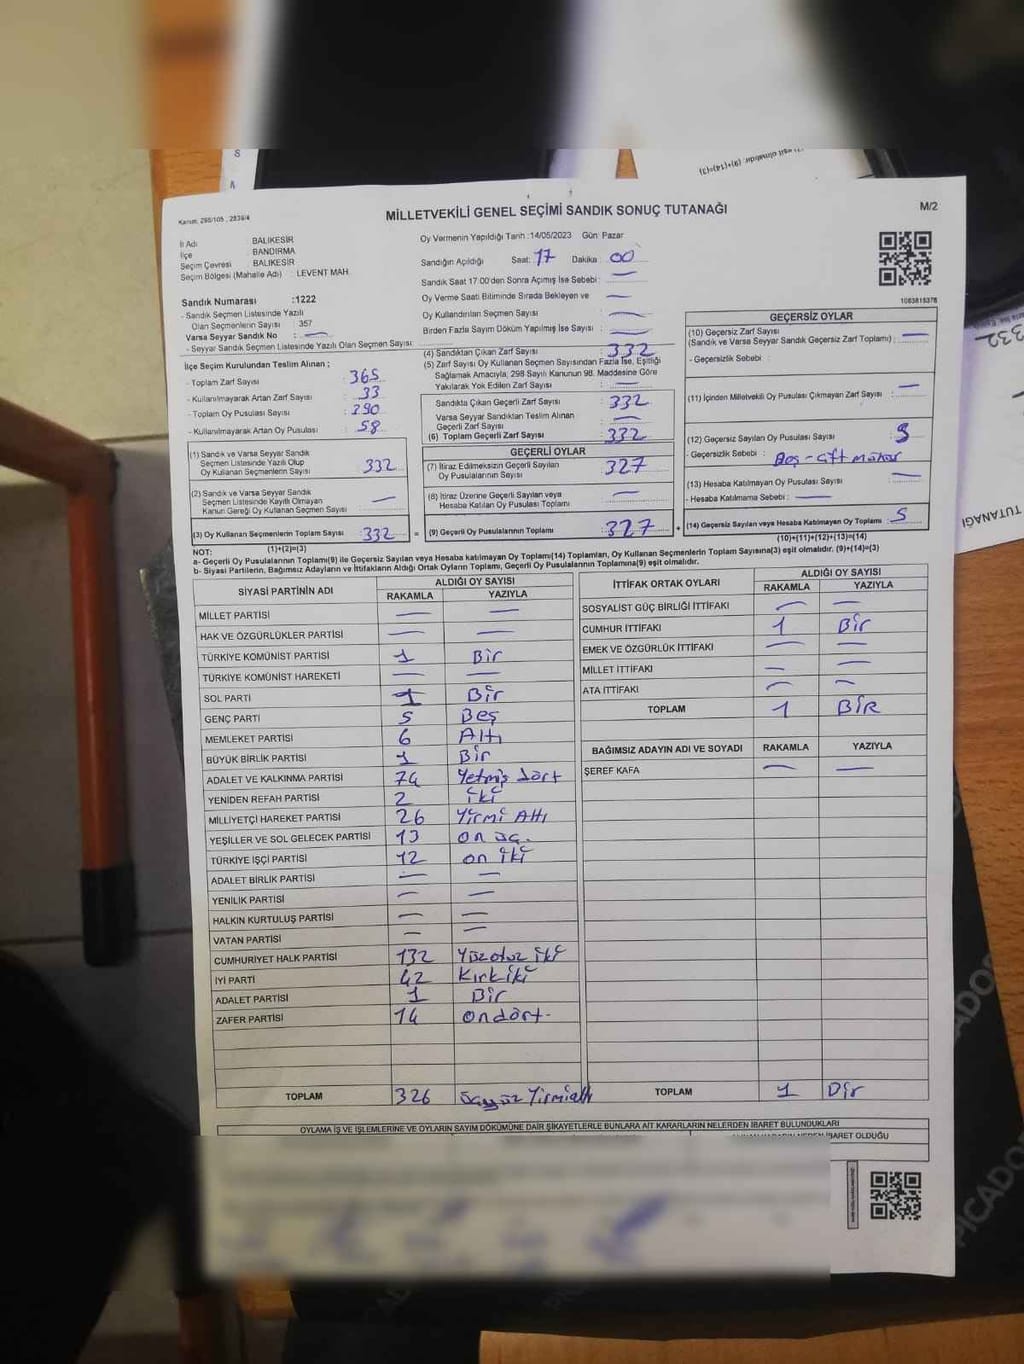 Kanun: 298/105 , 2839/4
MİLLETVEKİLİ GENEL SEÇİMİ SANDIK SONUÇ TUTANAĞI
M/2
İl Adı BALIKESİR
İlçe BANDIRMA
Seçim Çevresi BALIKESİR
Seçim Bölgesi (Mahalle Adı) : LEVENT MAH.
Oy Vermenin Yapıldığı Tarih :14/05/2023 Gün: Pazar
Sandığın Açıldığı Saat: 17 Dakika: 00
Sandık Saat 17:00'den Sonra Açılmış İse Sebebi : —
Oy Verme Saati Bitiminde Sırada Bekleyen ve —
Oy Kullandırılan Seçmen Sayısı : —
Birden Fazla Sayım Döküm Yapılmış İse Sayısı : —
1083815376
Sandık Numarası :1222
- Sandık Seçmen Listesinde Yazılı
Olan Seçmenlerin Sayısı : 357
Varsa Seyyar Sandık No : —
- Seyyar Sandık Seçmen Listesinde Yazılı Olan Seçmen Sayısı:
İlçe Seçim Kurulundan Teslim Alınan ;
- Toplam Zarf Sayısı : 365
- Kullanılmayarak Artan Zarf Sayısı : 33
- Toplam Oy Pusulası Sayısı : 390
- Kullanılmayarak Artan Oy Pusulası : 58
(1) Sandık ve Varsa Seyyar Sandık
Seçmen Listesinde Yazılı Olup
Oy Kullanan Seçmenlerin Sayısı 332
(2) Sandık ve Varsa Seyyar Sandık
Seçmen Listesinde Kayıtlı Olmayan
Kanun Gereği Oy Kullanan Seçmen Sayısı : —
(3) Oy Kullanan Seçmenlerin Toplam Sayısı : 332 =
(4) Sandıktan Çıkan Zarf Sayısı : 332
(5) Zarf Sayısı Oy Kullanan Seçmen Sayısından Fazla İse, Eşitliği
Sağlamak Amacıyla; 298 Sayılı Kanunun 98. Maddesine Göre
Yakılarak Yok Edilen Zarf Sayısı : —
Sandıkta Çıkan Geçerli Zarf Sayısı : 332
Varsa Seyyar Sandıktan Teslim Alınan
Geçerli Zarf Sayısı : —
(6) Toplam Geçerli Zarf Sayısı : 332
GEÇERLİ OYLAR
(7) İtiraz Edilmeksizin Geçerli Sayılan
Oy Pusulası Sayısı : 327
(8) İtiraz Üzerine Geçerli Sayılan veya
Hesaba Katılan Oy Pusulası Toplamı : —
(9) Geçerli Oy Pusulalarının Toplamı : 327 +
GEÇERSİZ OYLAR
(10) Geçersiz Zarf Sayısı —
(Sandık ve Varsa Seyyar Sandık Geçersiz Zarf Toplamı) :
- Geçersizlik Sebebi :
(11) İçinden Milletvekili Oy Pusulası Çıkmayan Zarf Sayısı : —
(12) Geçersiz Sayılan Oy Pusulası Sayısı : 5
- Geçersizlik Sebebi : Boş - Çift mühür
(13) Hesaba Katılmayan Oy Pusulası Sayısı : —
- Hesaba Katılmama Sebebi : —
(14) Geçersiz Sayılan veya Hesaba Katılmayan Oy Toplamı : 5
(10)+(11)+(12)+(13)=(14)
NOT: (1)+(2)=(3)
a- Geçerli Oy Pusulalarının Toplamı(9) ile Geçersiz Sayılan veya Hesaba katılmayan Oy Toplamı(14) Toplamları, Oy Kullanan Seçmenlerin Toplam Sayısına(3) eşit olmalıdır. (9)+(14)=(3)
b- Siyasi Partilerin, Bağımsız Adayların ve İttifakların Aldığı Ortak Oyların Toplamı, Geçerli Oy Pusulalarının Toplamına(9) eşit olmalıdır.
SİYASİ PARTİNİN ADI ALDIĞI OY SAYISI
RAKAMLA YAZIYLA
MİLLET PARTİSİ — —
HAK VE ÖZGÜRLÜKLER PARTİSİ — —
TÜRKİYE KOMÜNİST PARTİSİ 1 Bir
TÜRKİYE KOMÜNİST HAREKETİ — —
SOL PARTİ 1 Bir
GENÇ PARTİ 5 Beş
MEMLEKET PARTİSİ 6 Altı
BÜYÜK BİRLİK PARTİSİ 1 Bir
ADALET VE KALKINMA PARTİSİ 74 Yetmiş dört
YENİDEN REFAH PARTİSİ 2 iki
MİLLİYETÇİ HAREKET PARTİSİ 26 Yirmi Altı
YEŞİLLER VE SOL GELECEK PARTİSİ 13 on üç.
TÜRKİYE İŞÇİ PARTİSİ 12 on iki
ADALET BİRLİK PARTİSİ — —
YENİLİK PARTİSİ — —
HALKIN KURTULUŞ PARTİSİ — —
VATAN PARTİSİ — —
CUMHURİYET HALK PARTİSİ 132 Yüzotuz iki
İYİ PARTİ 42 Kırkiki
ADALET PARTİSİ 1 Bir
ZAFER PARTİSİ 14 ondört-
TOPLAM 326 üçyüz Yirmialtı
İTTİFAK ORTAK OYLARI ALDIĞI OY SAYISI
RAKAMLA YAZIYLA
SOSYALİST GÜÇ BİRLİĞİ İTTİFAKI — —
CUMHUR İTTİFAKI 1 Bir
EMEK VE ÖZGÜRLÜK İTTİFAKI — —
MİLLET İTTİFAKI — —
ATA İTTİFAKI — —
TOPLAM 1 BİR
BAĞIMSIZ ADAYIN ADI VE SOYADI RAKAMLA YAZIYLA
ŞEREF KAFA — —
TOPLAM 1 Bir
OYLAMA İŞ VE İŞLEMLERİNE VE OYLARIN SAYIM DÖKÜMÜNE DAİR ŞİKAYETLERLE BUNLARA AİT KARARLARIN NELERDEN İBARET BULUNDUKLARI
İBARET OLDUĞU
332
TUTANAĞI
PICADOR